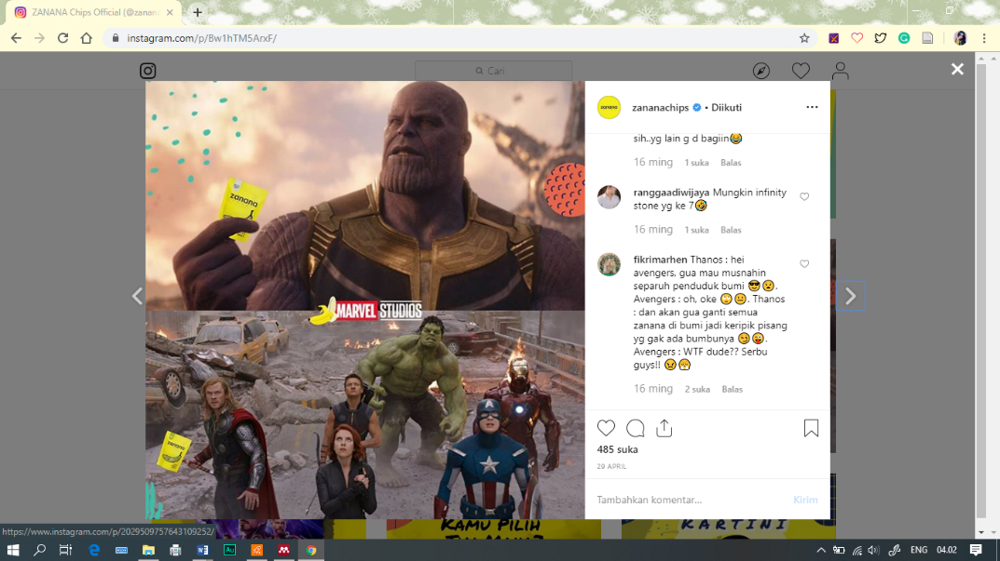 ZANANA Chips Official (@zanana
instagram.com/p/Bw1hTM5ArxF/
Cari
zananachips • Diikuti
sih..yg lain g d bagiin😂
16 ming 1 suka Balas
ranggaadiwijaya Mungkin infinity
stone yg ke 7🤣
16 ming 1 suka Balas
fikrimarhen Thanos : hei
avengers, gua mau musnahin
separuh penduduk bumi 😎😧.
Avengers : oh, oke 🙄😐. Thanos
: dan akan gua ganti semua
zanana di bumi jadi keripik pisang
yg gak ada bumbunya 😏😜.
Avengers : WTF dude?? Serbu
guys!! 😖😤
16 ming 2 suka Balas
485 suka
29 APRIL
Tambahkan komentar... Kirim
zanana
zanana
MARVEL STUDIOS
zanana
KAMU PILIH
KARTINI
https://www.instagram.com/p/2029509757643109252/
ENG 04.02